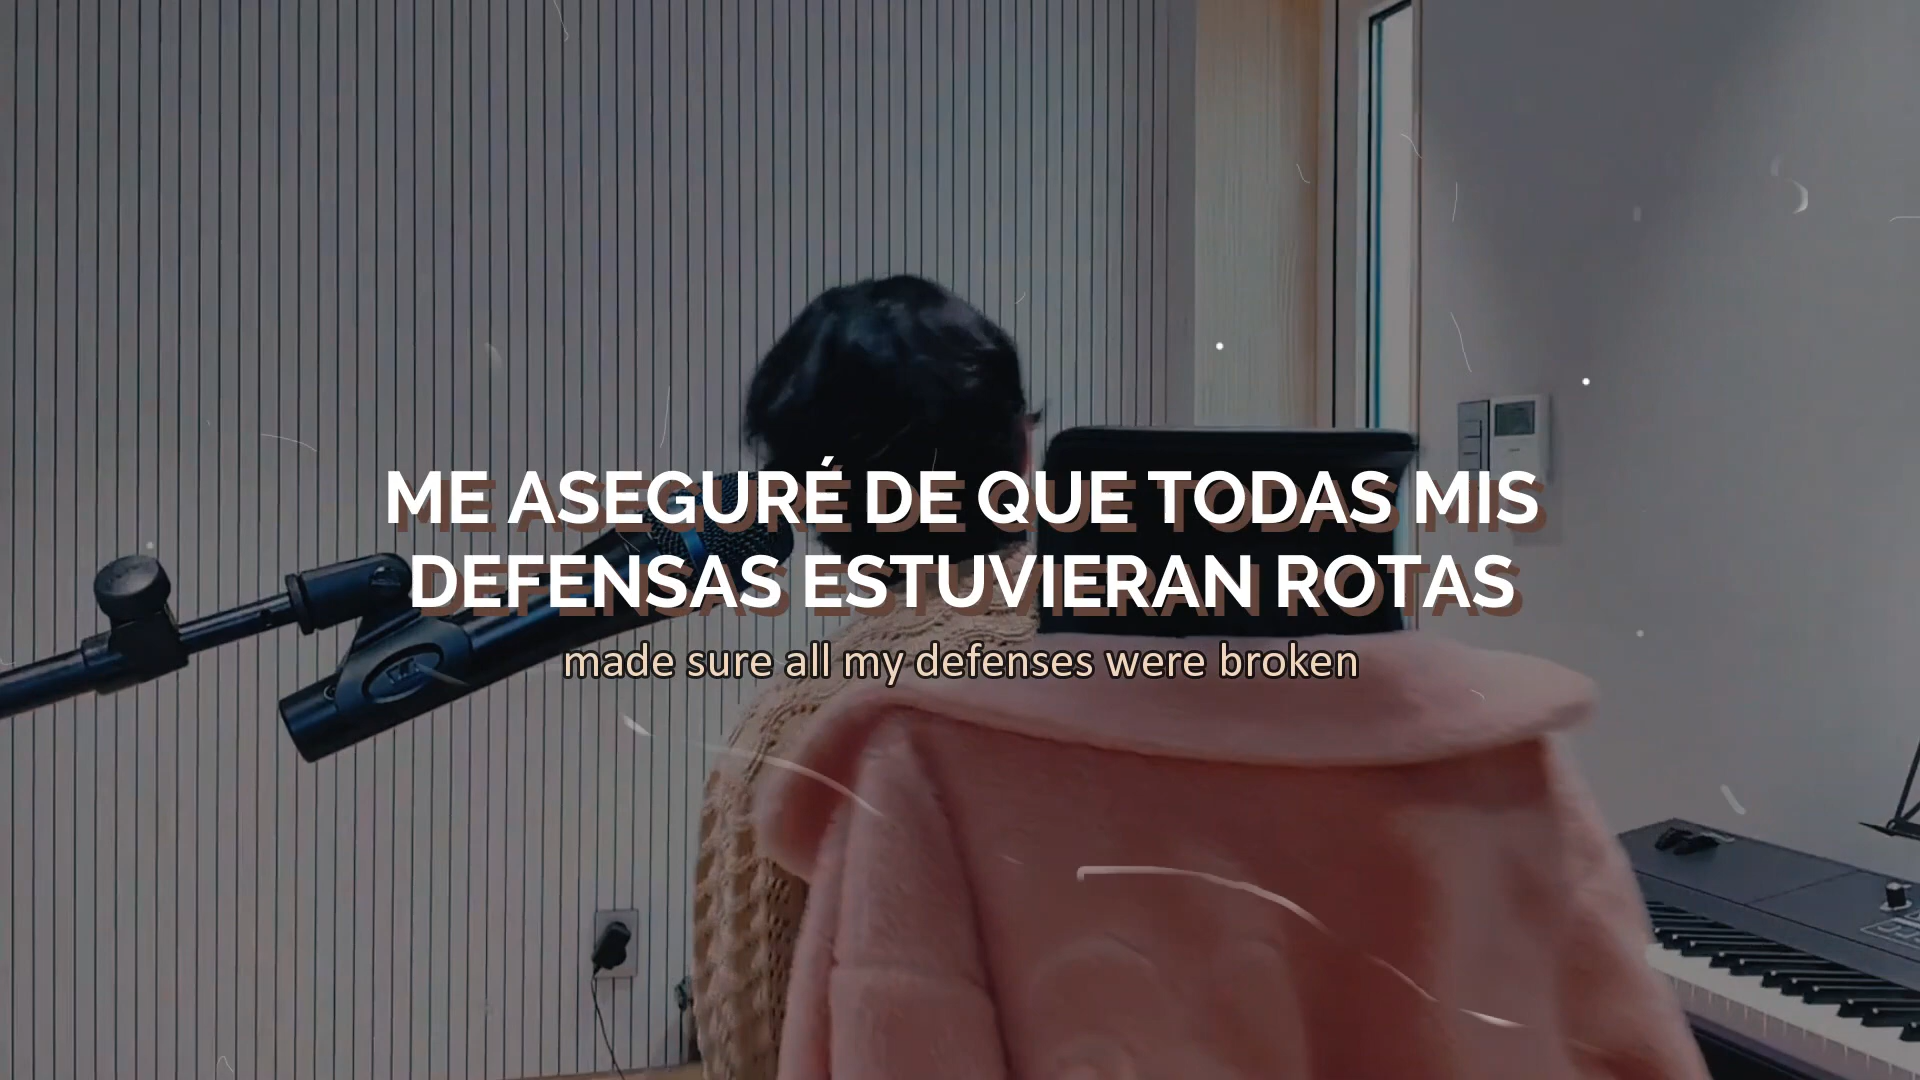 ME ASEGURÉ DE QUE TODAS MIS
DEFENSAS ESTUVIERAN ROTAS
made sure all my defenses were broken